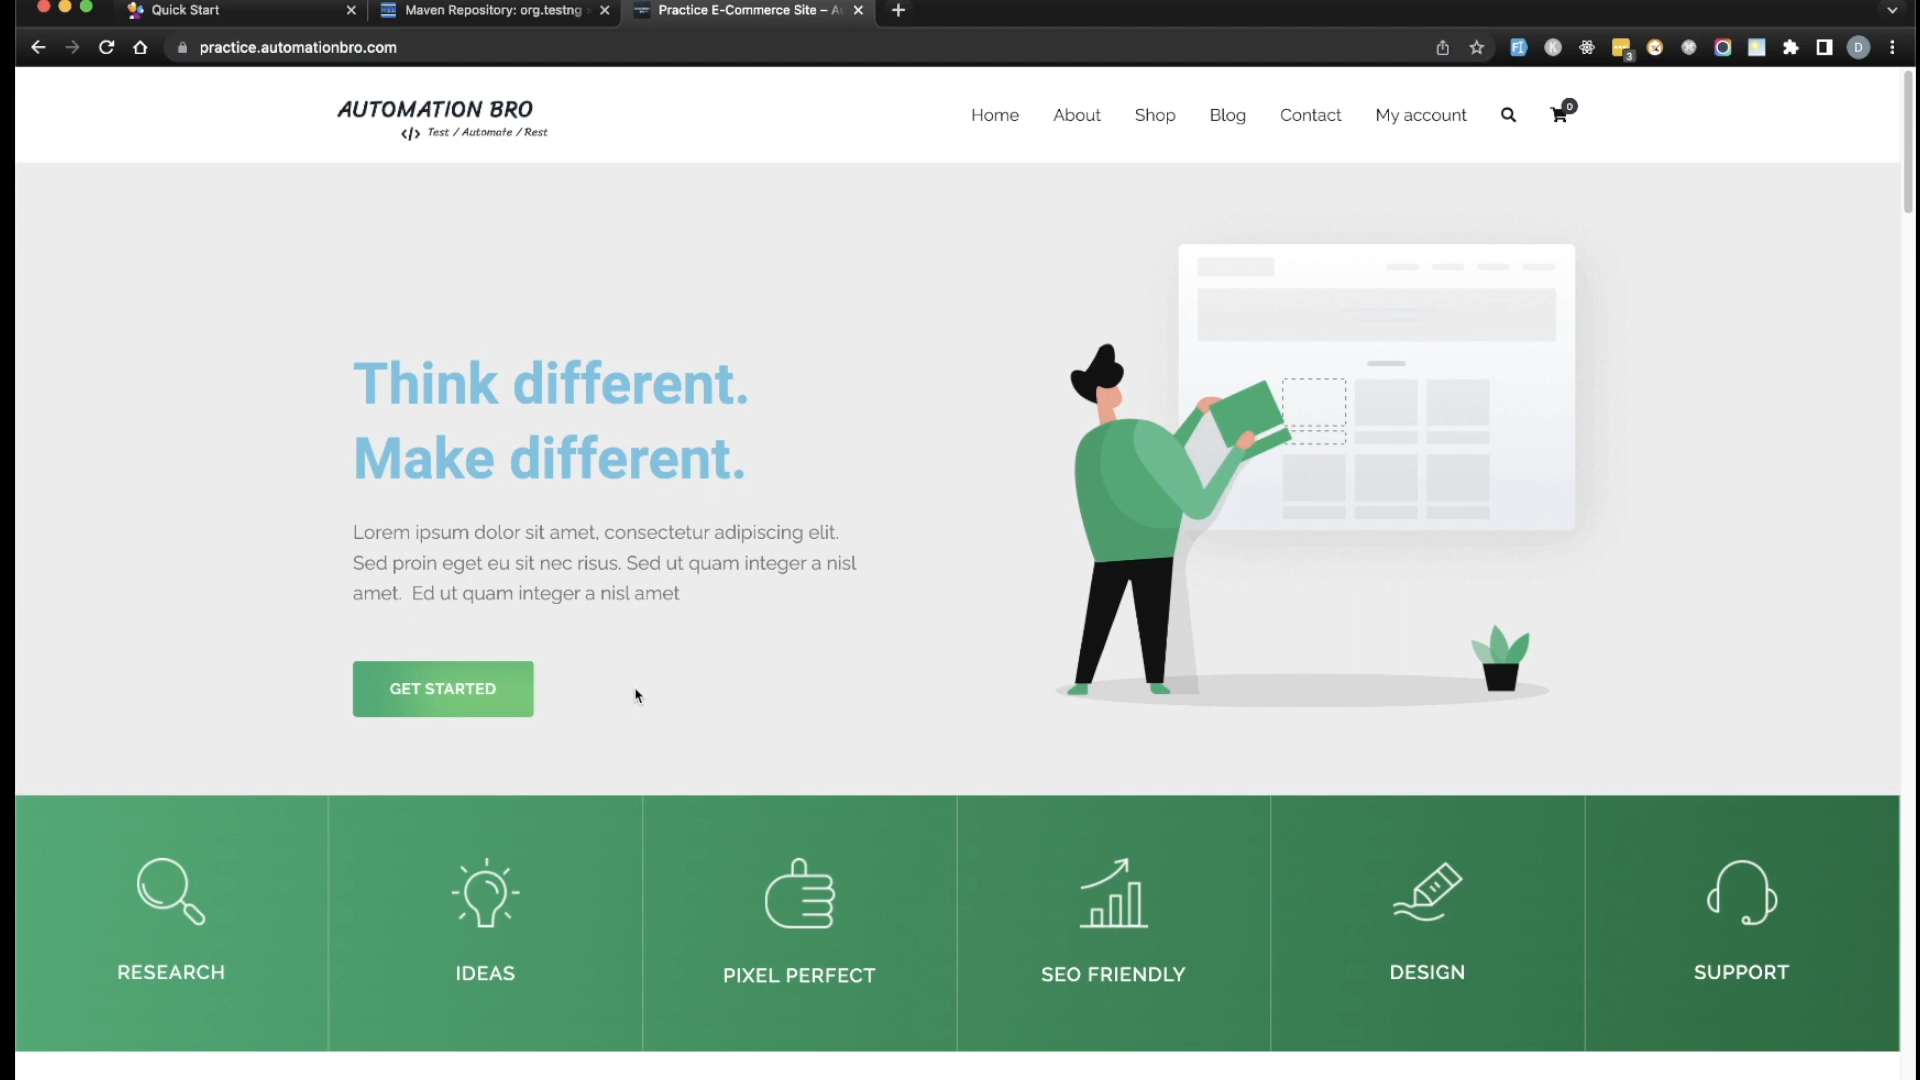 Quick Start
Maven Repository: org.testng
Practice E-Commerce Site – A
practice.automationbro.com
3
D
AUTOMATION BRO
</> Test / Automate / Rest
Home About Shop Blog Contact My account 0
Think different.
Make different.
Lorem ipsum dolor sit amet, consectetur adipiscing elit.
Sed proin eget eu sit nec risus. Sed ut quam integer a nisl
amet. Ed ut quam integer a nisl amet
GET STARTED
RESEARCH
IDEAS
PIXEL PERFECT
SEO FRIENDLY
DESIGN
SUPPORT